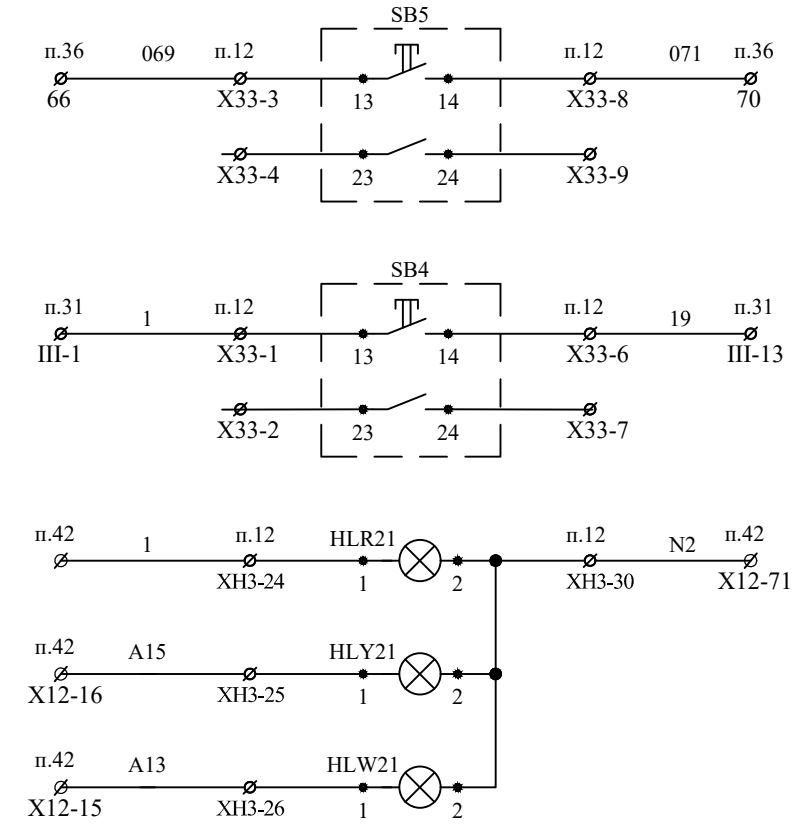 SB5
п.36 069 п.12 п.12 071 п.36
66 X33-3 13 14 X33-8 70
X33-4 23 24 X33-9
SB4
п.31 1 п.12 п.12 19 п.31
III-1 X33-1 13 14 X33-6 III-13
X33-2 23 24 X33-7
п.42 1 п.12 HLR21 п.12 N2 п.42
XH3-24 1 2 XH3-30 X12-71
п.42 A15 HLY21
X12-16 XH3-25 1 2
п.42 A13 HLW21
X12-15 XH3-26 1 2